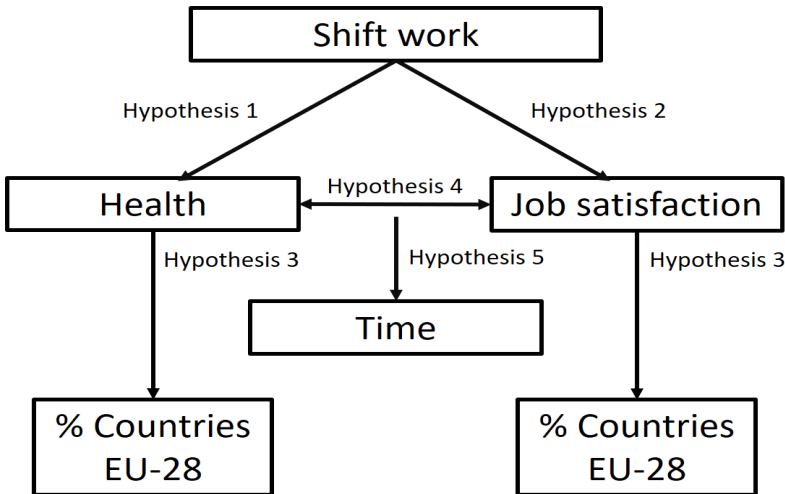 Shift work
Hypothesis 1
Hypothesis 2
Health
Hypothesis 4
Job satisfaction
Hypothesis 3
Hypothesis 5
Hypothesis 3
Time
% Countries
EU-28
% Countries
EU-28